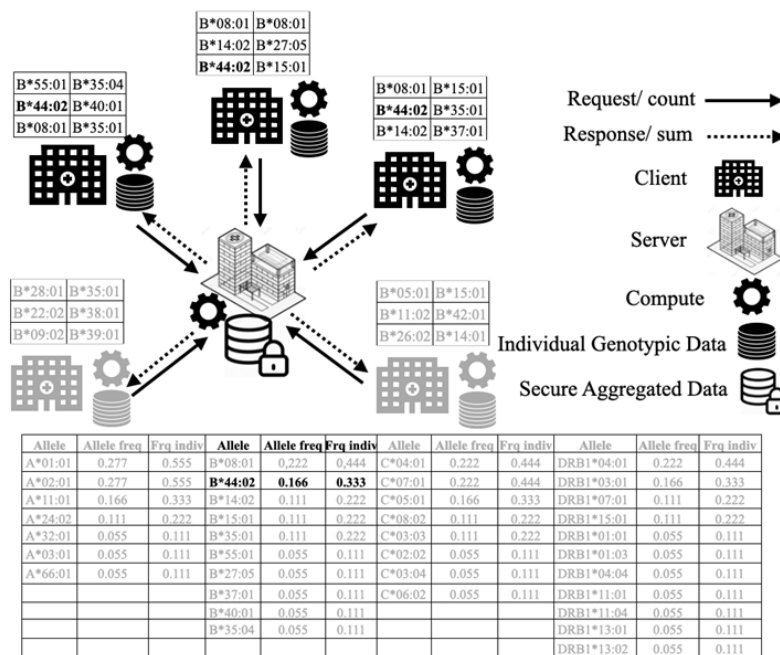 B*08:01 B*08:01
B*14:02 B*27:05
B*44:02 B*15:01
B*55:01 B*35:04
B*44:02 B*40:01
B*08:01 B*35:01
B*08:01 B*15:01
B*44:02 B*35:01
B*14:02 B*37:01
Request/ count
Response/ sum
Client
Server
Compute
Individual Genotypic Data
Secure Aggregated Data
B*28:01 B*35:01
B*22:02 B*38:01
B*09:02 B*39:01
B*05:01 B*15:01
B*11:02 B*42:01
B*26:02 B*14:01
Allele Allele freq Frq indiv Allele Allele freq Frq indiv Allele Allele freq Frq indiv Allele Allele freq Frq indiv
A*01:01 0.277 0.555 B*08:01 0,222 0,444 C*04:01 0.222 0.444 DRB1*04:01 0.222 0.444
A*02:01 0.277 0.555 B*44:02 0.166 0.333 C*07:01 0.222 0.444 DRB1*03:01 0.166 0.333
A*11:01 0.166 0.333 B*14:02 0.111 0.222 C*05:01 0.166 0.333 DRB1*07:01 0.111 0.222
A*24:02 0.111 0.222 B*15:01 0.111 0.222 C*08:02 0.111 0.222 DRB1*15:01 0.111 0.222
A*32:01 0.055 0.111 B*35:01 0.111 0.222 C*03:03 0.111 0.222 DRB1*01:01 0.055 0.111
A*03:01 0.055 0.111 B*55:01 0.055 0.111 C*02:02 0.055 0.111 DRB1*01:03 0.055 0.111
A*66:01 0.055 0.111 B*27:05 0.055 0.111 C*03:04 0.055 0.111 DRB1*04:04 0.055 0.111
B*37:01 0.055 0.111 C*06:02 0.055 0.111 DRB1*11:01 0.055 0.111
B*40:01 0.055 0.111 DRB1*11:04 0.055 0.111
B*35:04 0.055 0.111 DRB1*13:01 0.055 0.111
DRB1*13:02 0.055 0.111